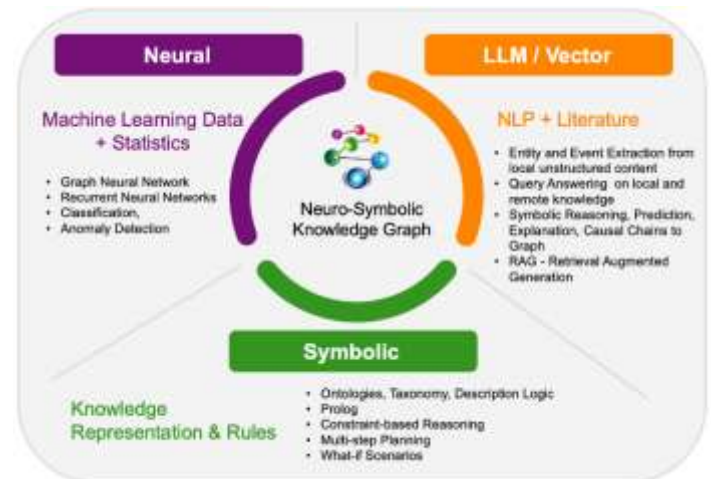 Neural
LLM / Vector
Machine Learning Data
+ Statistics
• Graph Neural Network
• Recurrent Neural Networks
• Classification,
• Anomaly Detection
Neuro-Symbolic
Knowledge Graph
NLP + Literature
• Entity and Event Extraction from
local unstructured content
• Query Answering on local and
remote knowledge
• Symbolic Reasoning, Prediction,
Explanation, Causal Chains to
Graph
• RAG - Retrieval Augmented
Generation
Symbolic
Knowledge
Representation & Rules
• Ontologies, Taxonomy, Description Logic
• Prolog
• Constraint-based Reasoning
• Multi-step Planning
• What-if Scenarios